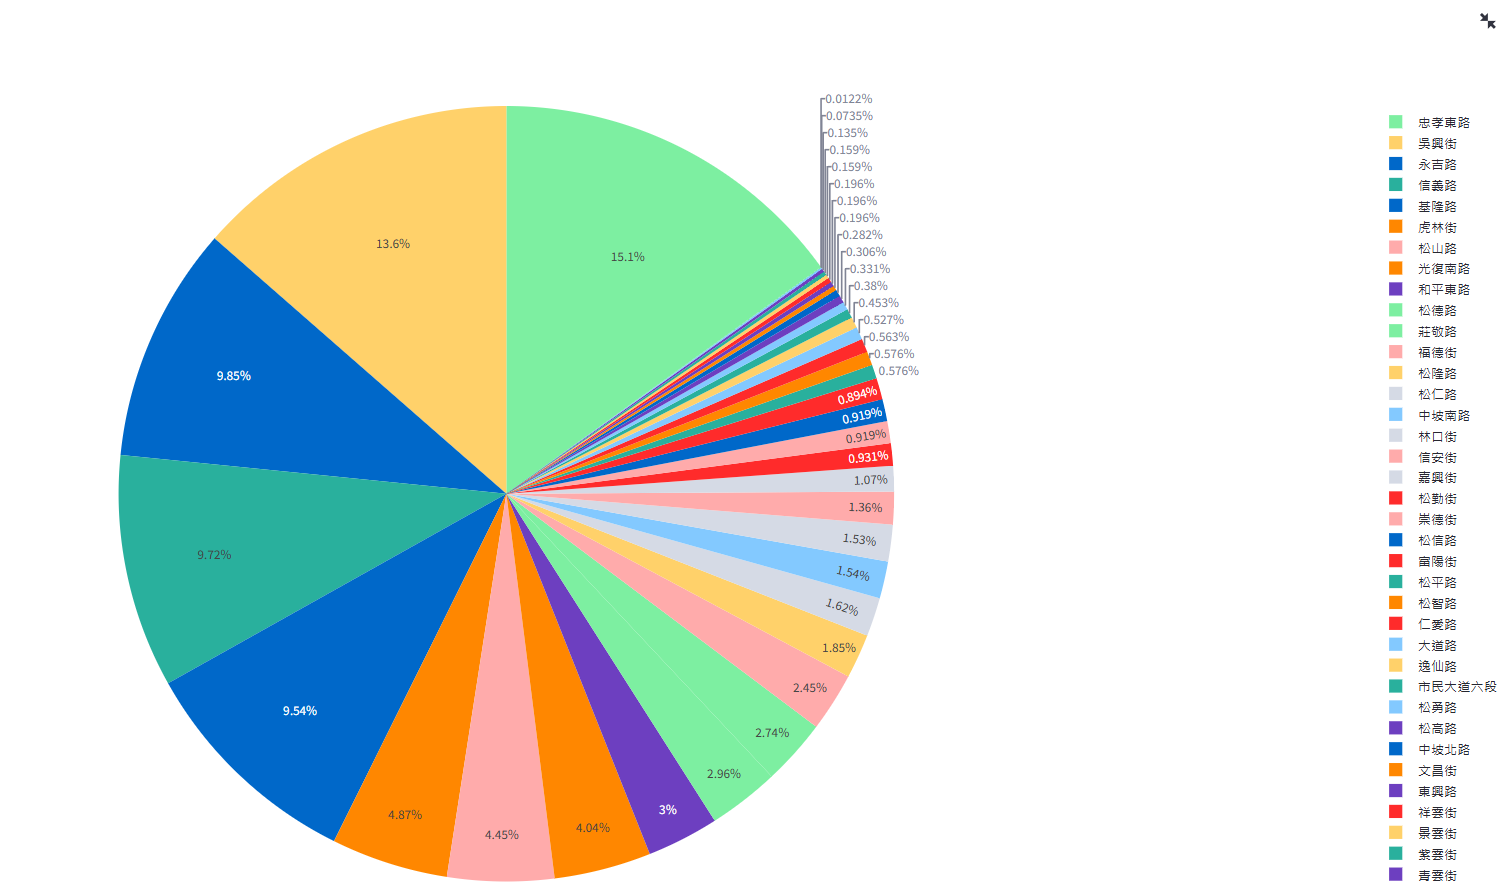 0.0122%
0.0735%
0.135%
0.159%
0.159%
0.196%
0.196%
0.196%
0.282%
0.306%
0.331%
0.38%
0.453%
0.527%
0.563%
0.576%
0.576%
0.894%
0.919%
0.919%
0.931%
1.07%
1.36%
1.53%
1.54%
1.62%
1.85%
2.45%
2.74%
2.96%
3%
4.04%
4.45%
4.87%
9.54%
9.72%
9.85%
13.6%
15.1%
忠孝東路
吳興街
永吉路
信義路
基隆路
虎林街
松山路
光復南路
和平東路
松德路
莊敬路
福德街
松隆路
松仁路
中坡南路
林口街
信安街
嘉興街
松勤街
崇德街
松信路
富陽街
松平路
松智路
仁愛路
大道路
逸仙路
市民大道六段
松勇路
松高路
中坡北路
文昌街
東興路
祥雲街
景雲街
紫雲街
青雲街